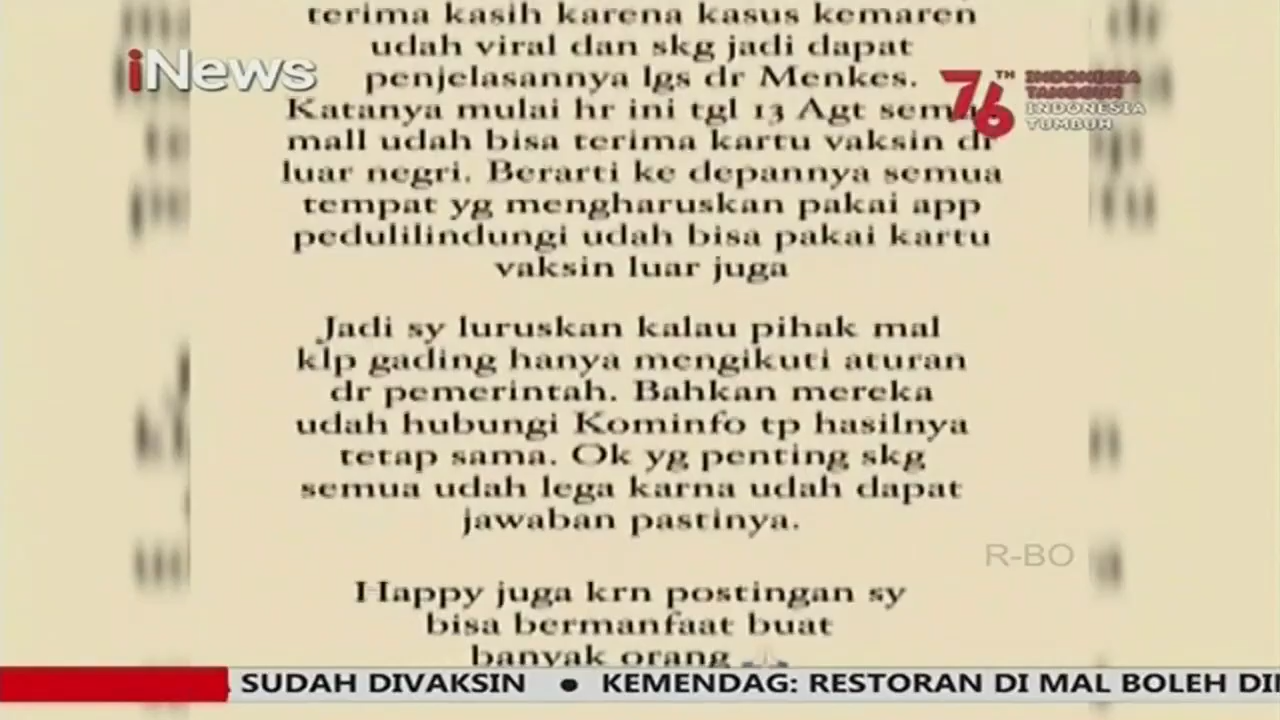 terima kasih karena kasus kemaren
udah viral dan skg jadi dapat
penjelasannya lgs dr Menkes.
Katanya mulai hr ini tgl 13 Agt semua
mall udah bisa terima kartu vaksin dr
luar negri. Berarti ke depannya semua
tempat yg mengharuskan pakai app
pedulilindungi udah bisa pakai kartu
vaksin luar juga
Jadi sy luruskan kalau pihak mal
klp gading hanya mengikuti aturan
dr pemerintah. Bahkan mereka
udah hubungi Kominfo tp hasilnya
tetap sama. Ok yg penting skg
semua udah lega karna udah dapat
jawaban pastinya.
Happy juga krn postingan sy
bisa bermanfaat buat
banyak orang
iNews
76TH INDONESIA
TANGGUH
INDONESIA
TUMBUH
R-BO
SUDAH DIVAKSIN ● KEMENDAG: RESTORAN DI MAL BOLEH